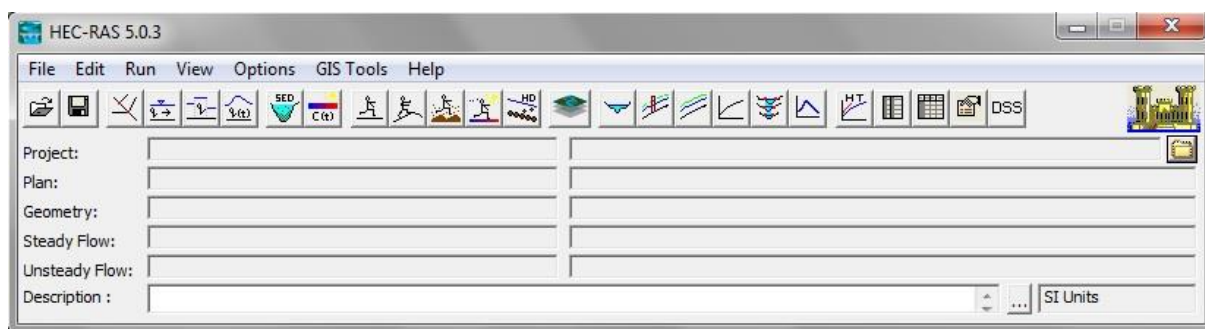 HEC-RAS 5.0.3
File Edit Run View Options GIS Tools Help
SED C(t) HD HT DSS
Project:
Plan:
Geometry:
Steady Flow:
Unsteady Flow:
Description : ... SI Units